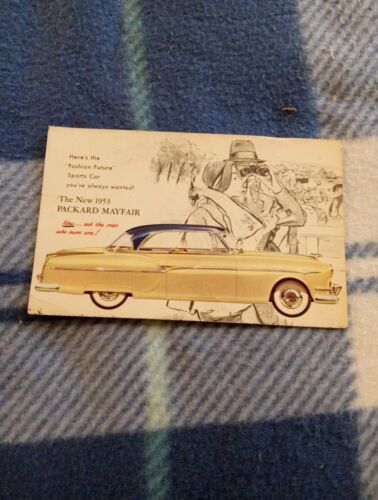 Here's the
"Fashion Future"
Sports Car
you've always wanted!
The New 1953
PACKARD MAYFAIR
Now... ask the man
who owns one!